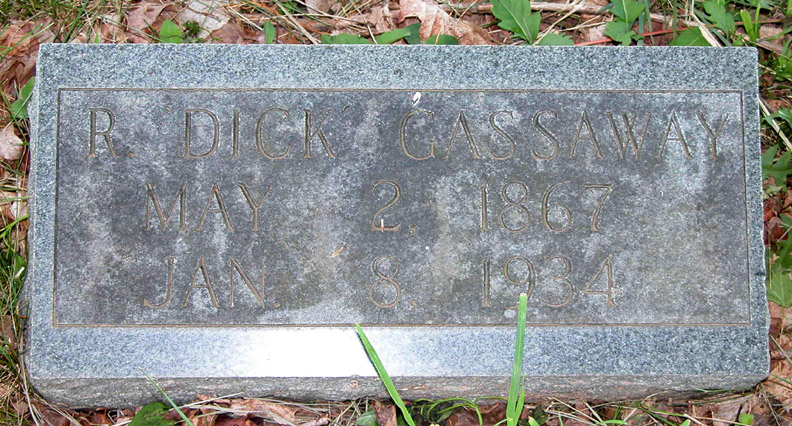 R. "DICK" GASSAWAY
MAY 2, 1867
JAN. 8, 1934